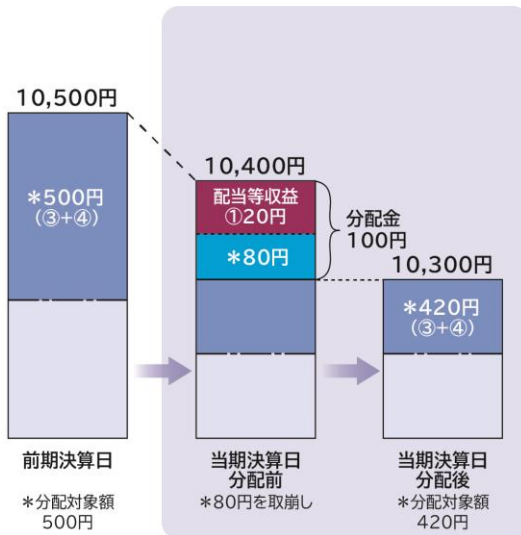 10,500円
*500円
(③+④)
前期決算日
*分配対象額
500円
10,400円
配当等収益
①20円
*80円
分配金
100円
当期決算日
分配前
*80円を取崩し
10,300円
*420円
(③+④)
当期決算日
分配後
*分配対象額
420円